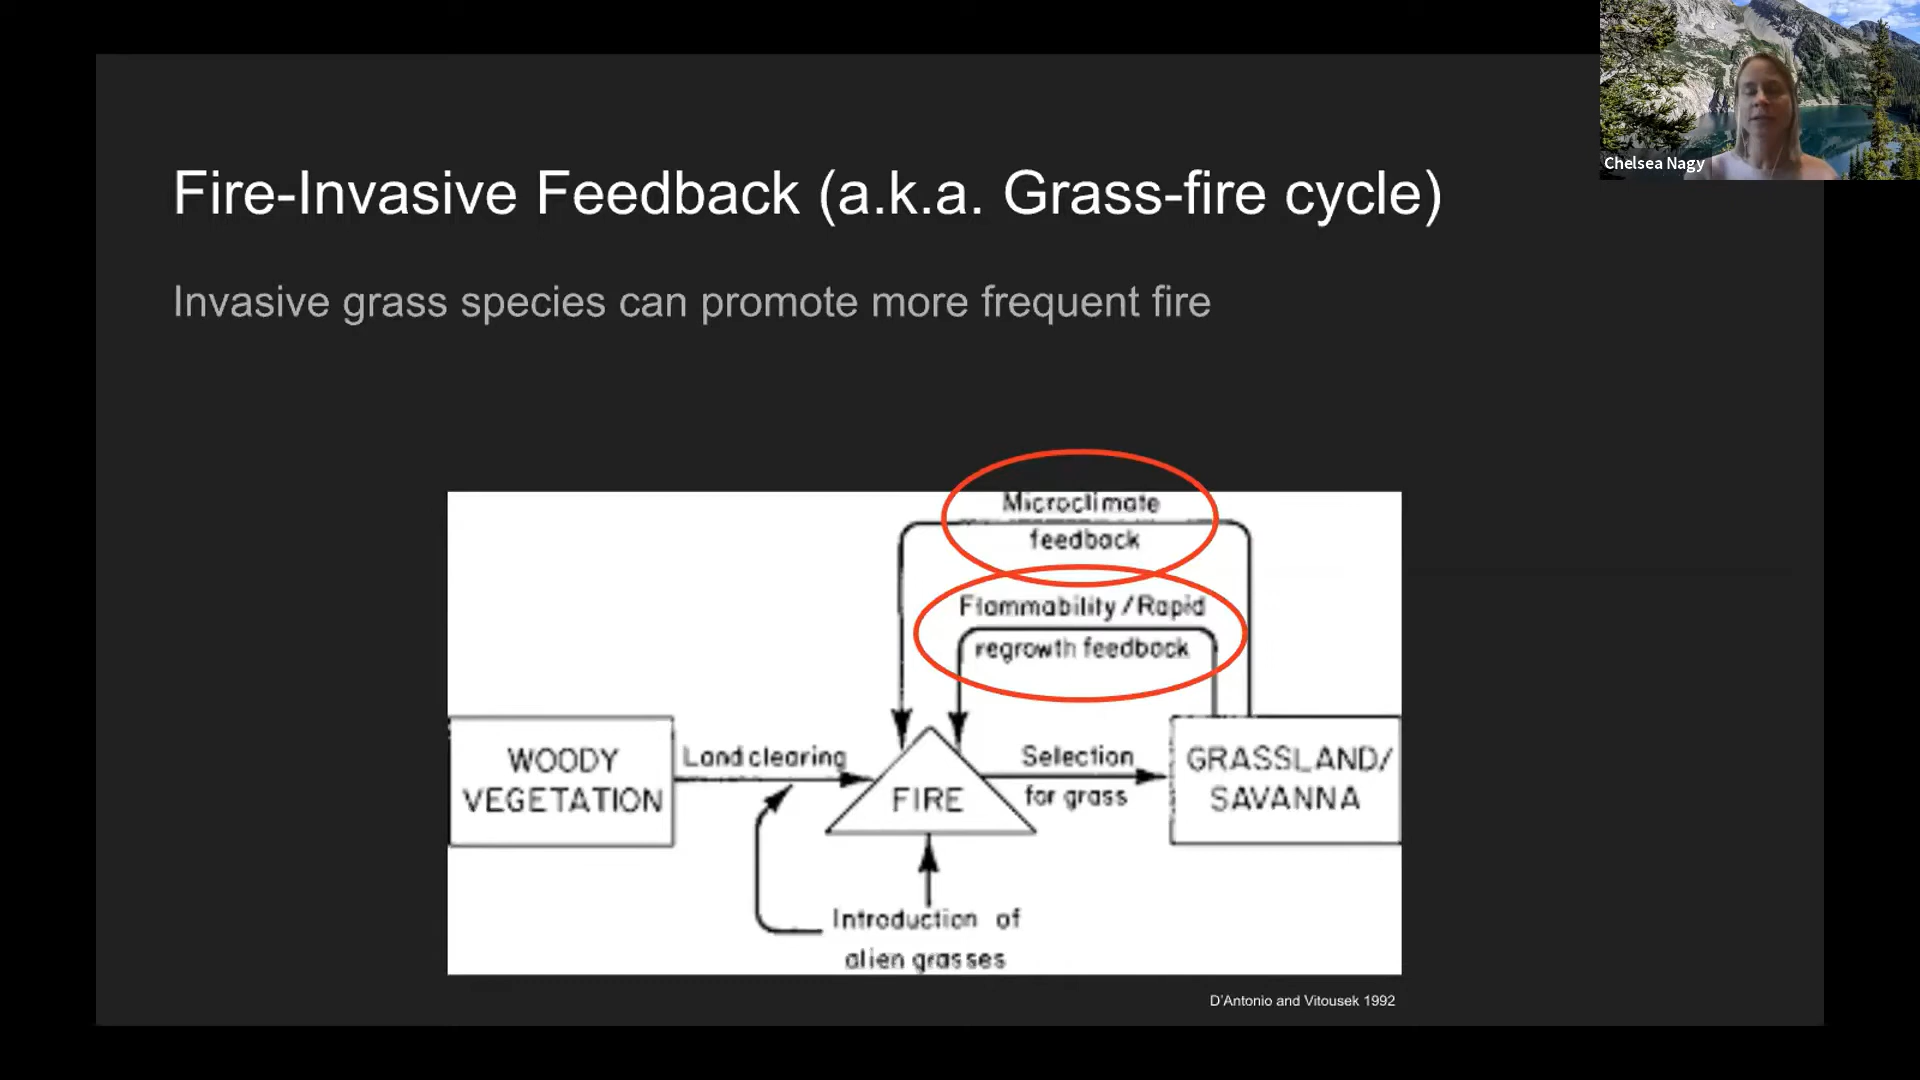 Chelsea Nagy
Fire-Invasive Feedback (a.k.a. Grass-fire cycle)
Invasive grass species can promote more frequent fire
Microclimate
feedback
Flammability/Rapid
regrowth feedback
WOODY
VEGETATION
Land clearing
FIRE
Selection
for grass
GRASSLAND/
SAVANNA
Introduction of
alien grasses
D'Antonio and Vitousek 1992